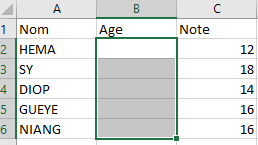 A B C
1 Nom Age Note
2 HEMA 12
3 SY 18
4 DIOP 14
5 GUEYE 16
6 NIANG 16